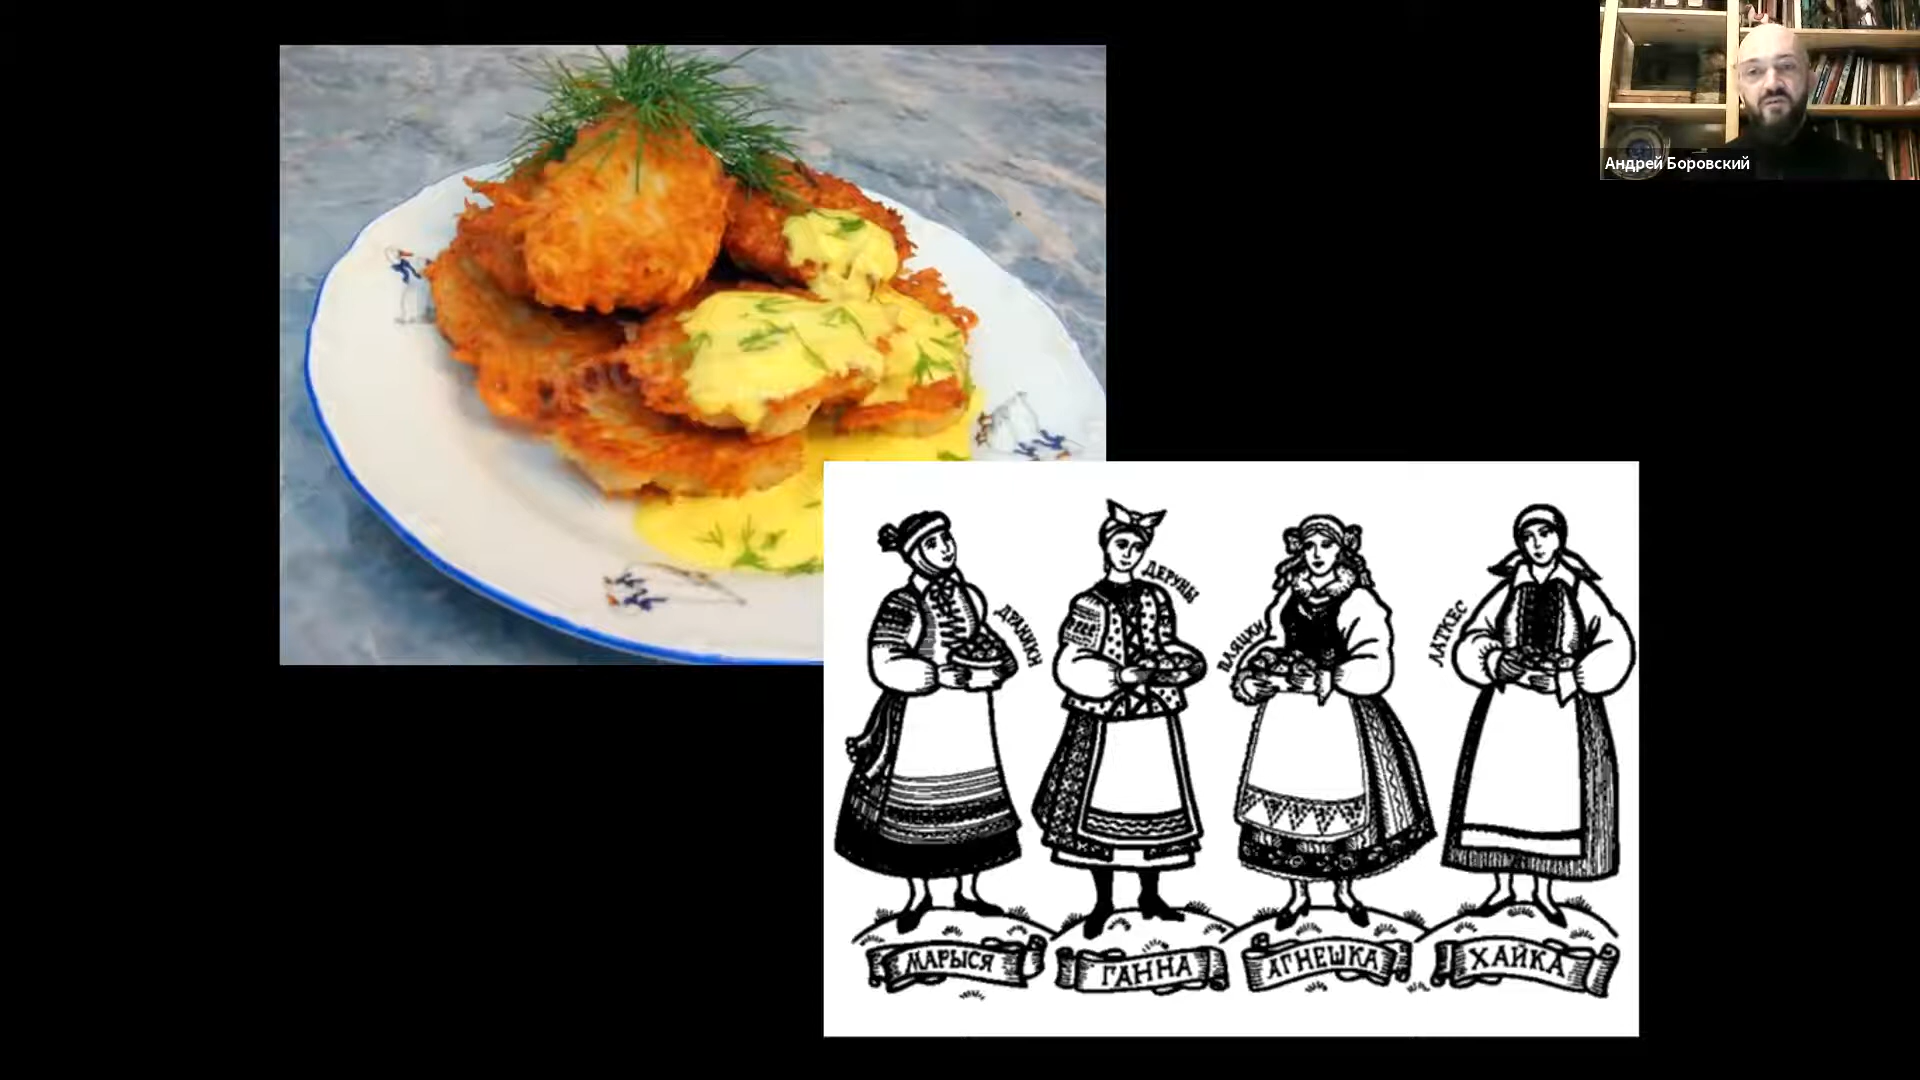 Андрей Боровский
ДРАНИКИ
ДЕРУНЫ
ПЛЯЦКИ
ЛАТКЕС
МАРЫСЯ
ГАННА
АГНЕШКА
ХАЙКА